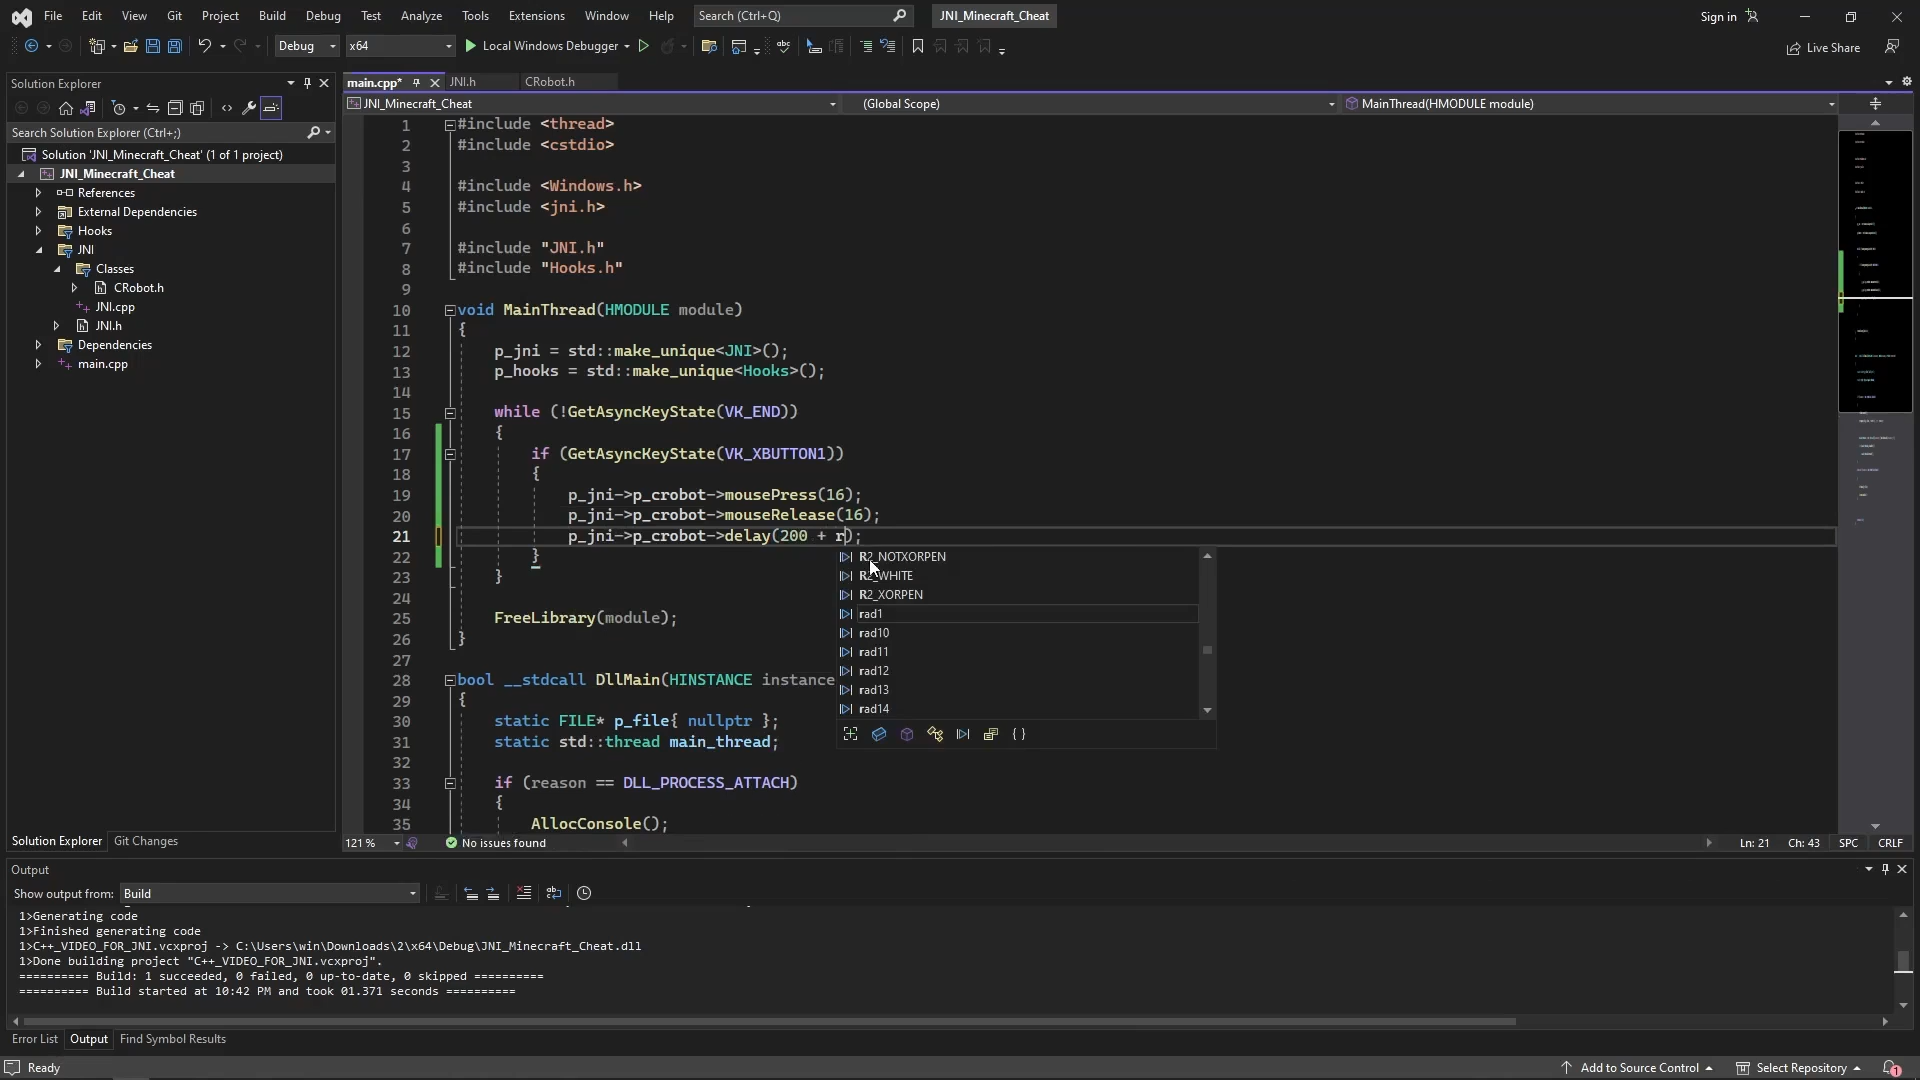 File Edit View Git Project Build Debug Test Analyze Tools Extensions Window Help Search (Ctrl+Q) JNI_Minecraft_Cheat Sign in
Debug x64 Local Windows Debugger Live Share
Solution Explorer
Search Solution Explorer (Ctrl+;)
Solution 'JNI_Minecraft_Cheat' (1 of 1 project)
JNI_Minecraft_Cheat
References
External Dependencies
Hooks
JNI
Classes
CRobot.h
JNI.cpp
JNI.h
Dependencies
main.cpp
Solution Explorer Git Changes
main.cpp* JNI.h CRobot.h
JNI_Minecraft_Cheat (Global Scope) MainThread(HMODULE module)
1 #include <thread>
2 #include <cstdio>
3
4 #include <Windows.h>
5 #include <jni.h>
6
7 #include "JNI.h"
8 #include "Hooks.h"
9
10 void MainThread(HMODULE module)
11 {
12 p_jni = std::make_unique<JNI>();
13 p_hooks = std::make_unique<Hooks>();
14
15 while (!GetAsyncKeyState(VK_END))
16 {
17 if (GetAsyncKeyState(VK_XBUTTON1))
18 {
19 p_jni->p_crobot->mousePress(16);
20 p_jni->p_crobot->mouseRelease(16);
21 p_jni->p_crobot->delay(200 + r);
22 }
23 }
24
25 FreeLibrary(module);
26 }
27
28 bool __stdcall DllMain(HINSTANCE instance
29 {
30 static FILE* p_file{ nullptr };
31 static std::thread main_thread;
32
33 if (reason == DLL_PROCESS_ATTACH)
34 {
35 AllocConsole();
R2_NOTXORPEN
R2_WHITE
R2_XORPEN
rad1
rad10
rad11
rad12
rad13
rad14
121 % No issues found Ln: 21 Ch: 43 SPC CRLF
Output
Show output from: Build
1>Generating code
1>Finished generating code
1>C++_VIDEO_FOR_JNI.vcxproj -> C:\Users\win\Downloads\2\x64\Debug\JNI_Minecraft_Cheat.dll
1>Done building project "C++_VIDEO_FOR_JNI.vcxproj".
========== Build: 1 succeeded, 0 failed, 0 up-to-date, 0 skipped ==========
========== Build started at 10:42 PM and took 01.371 seconds ==========
Error List Output Find Symbol Results
Ready Add to Source Control Select Repository 1